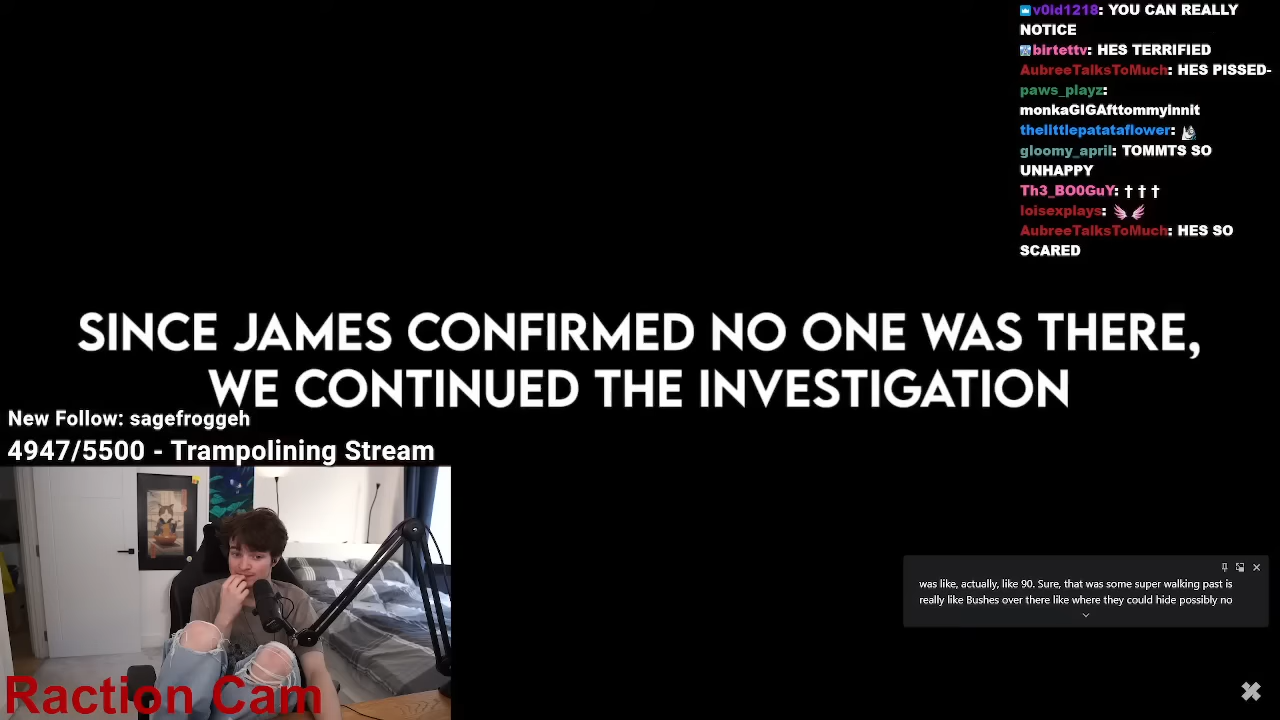 v0id1218: YOU CAN REALLY
NOTICE
birtettv: HES TERRIFIED
AubreeTalksToMuch: HES PISSED-
paws_playz:
monkaGIGAfttommyinnit
thelittlepatataflower:
gloomy_april: TOMMTS SO
UNHAPPY
Th3_BO0GuY: † † †
loisexplays:
AubreeTalksToMuch: HES SO
SCARED
SINCE JAMES CONFIRMED NO ONE WAS THERE,
WE CONTINUED THE INVESTIGATION
New Follow: sagefroggeh
4947/5500 - Trampolining Stream
was like, actually, like 90. Sure, that was some super walking past is
really like Bushes over there like where they could hide possibly no
Raction Cam